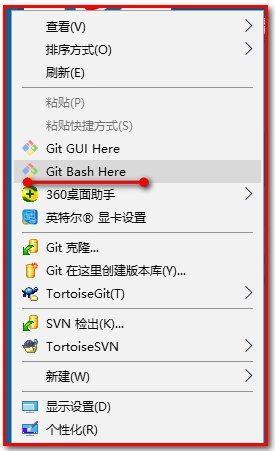 查看(V)
排序方式(O)
刷新(E)
粘贴(P)
粘贴快捷方式(S)
Git GUI Here
Git Bash Here
360桌面助手
英特尔® 显卡设置
Git 克隆...
Git 在这里创建版本库(Y)...
TortoiseGit(T)
SVN 检出(K)...
TortoiseSVN
新建(W)
显示设置(D)
个性化(R)